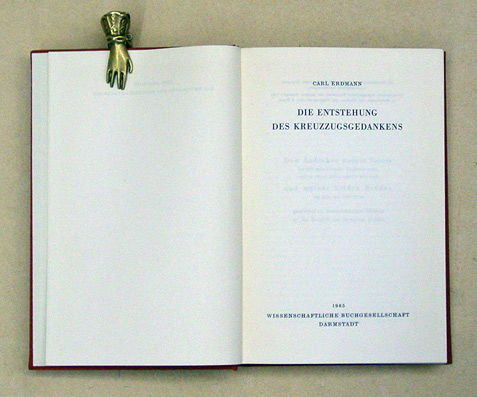 CARL ERDMANN
DIE ENTSTEHUNG
DES KREUZZUGSGEDANKENS
1965
WISSENSCHAFTLICHE BUCHGESELLSCHAFT
DARMSTADT